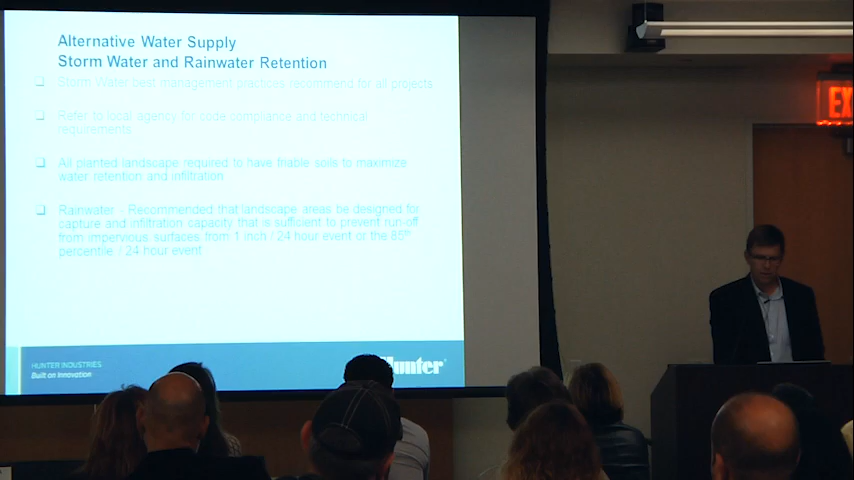 Alternative Water Supply
Storm Water and Rainwater Retention
❑ Storm Water best management practices recommend for all projects
❑ Refer to local agency for code compliance and technical
requirements
❑ All planted landscape required to have friable soils to maximize
water retention and infiltration
❑ Rainwater - Recommended that landscape areas be designed for
capture and infiltration capacity that is sufficient to prevent run-off
from impervious surfaces from 1 inch / 24 hour event or the 85th
percentile / 24 hour event
HUNTER INDUSTRIES
Built on Innovation
Hunter®
EX